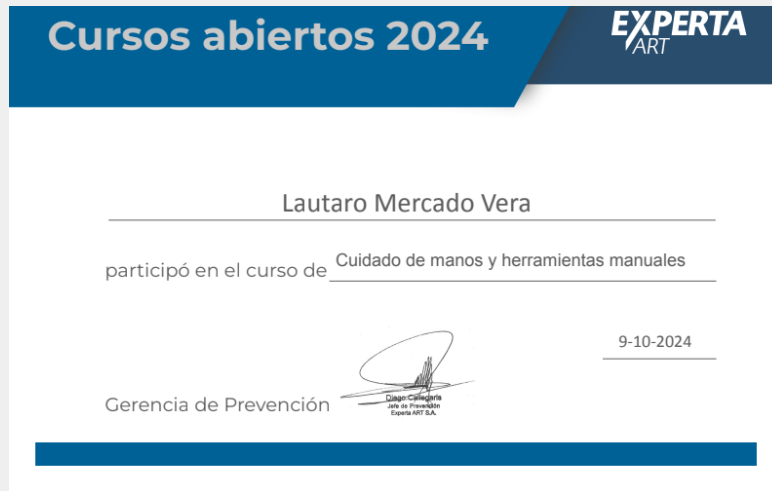 Cursos abiertos 2024
EXPERTA
ART
Lautaro Mercado Vera
participó en el curso de Cuidado de manos y herramientas manuales
9-10-2024
Gerencia de Prevención
Diego Callegaris
Jefe de Prevención
Experta ART S.A.